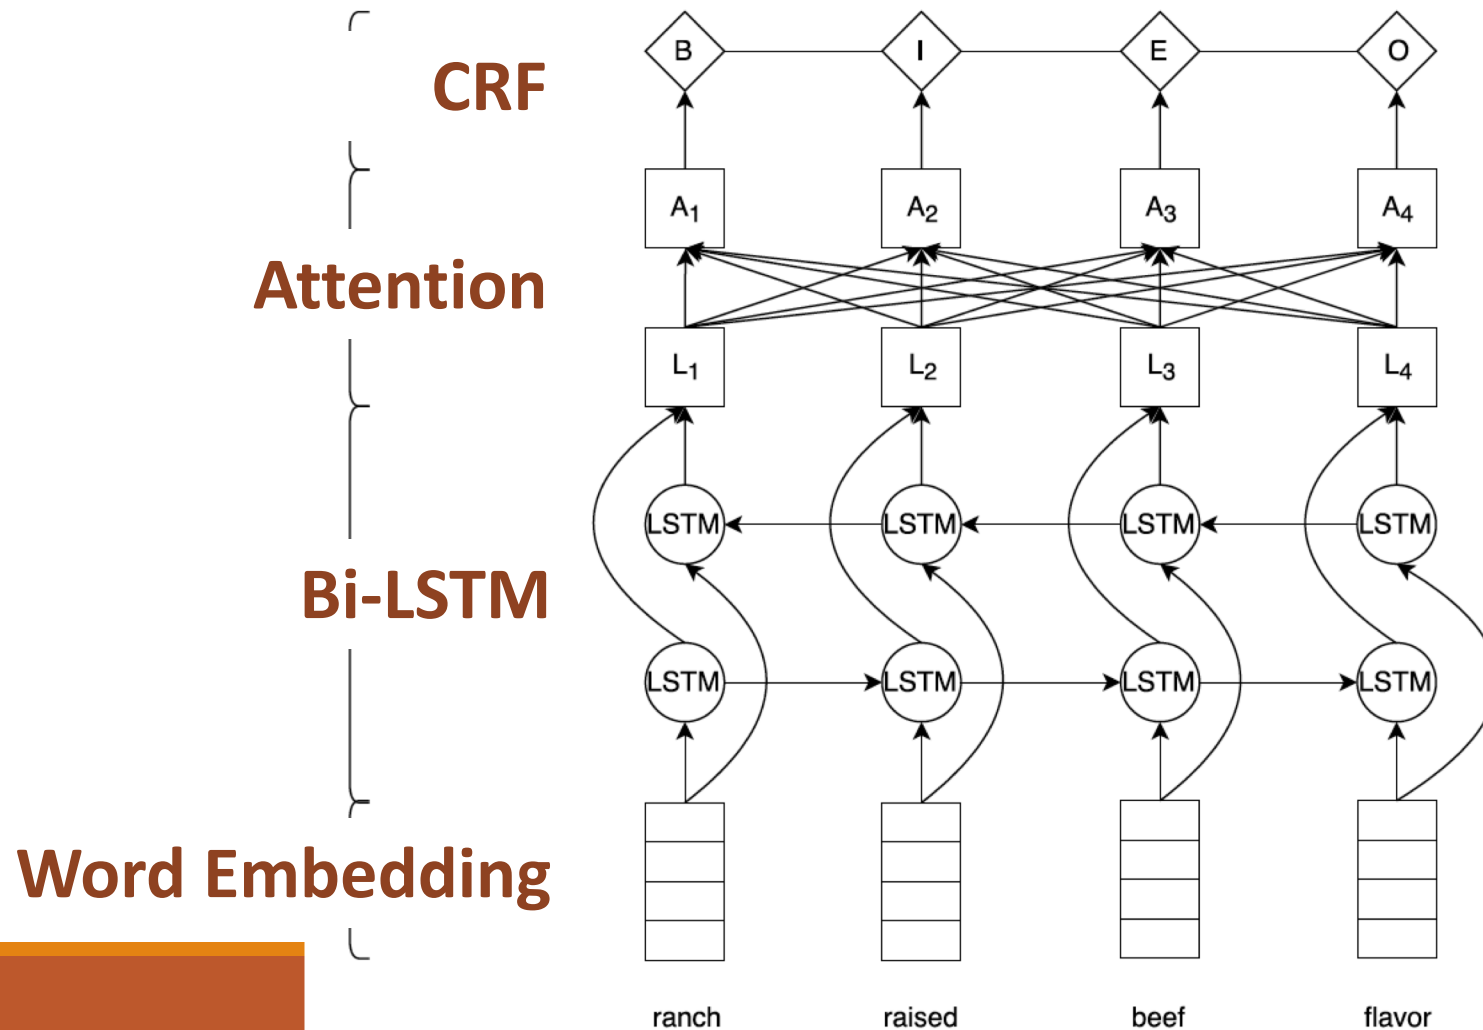 B I E O
CRF
A₁ A₂ A₃ A₄
Attention
L₁ L₂ L₃ L₄
LSTM LSTM LSTM LSTM
Bi-LSTM
LSTM LSTM LSTM LSTM
Word Embedding
ranch raised beef flavor